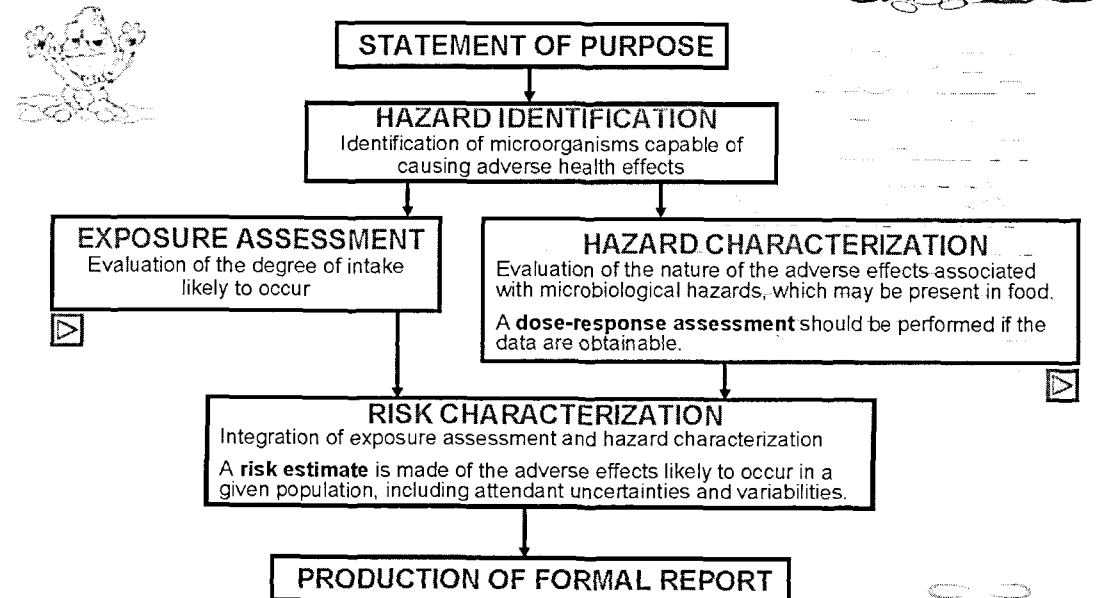 STATEMENT OF PURPOSE
HAZARD IDENTIFICATION
Identification of microorganisms capable of
causing adverse health effects
EXPOSURE ASSESSMENT
Evaluation of the degree of intake
likely to occur
HAZARD CHARACTERIZATION
Evaluation of the nature of the adverse effects associated
with microbiological hazards, which may be present in food.
A dose-response assessment should be performed if the
data are obtainable.
RISK CHARACTERIZATION
Integration of exposure assessment and hazard characterization
A risk estimate is made of the adverse effects likely to occur in a
given population, including attendant uncertainties and variabilities.
PRODUCTION OF FORMAL REPORT